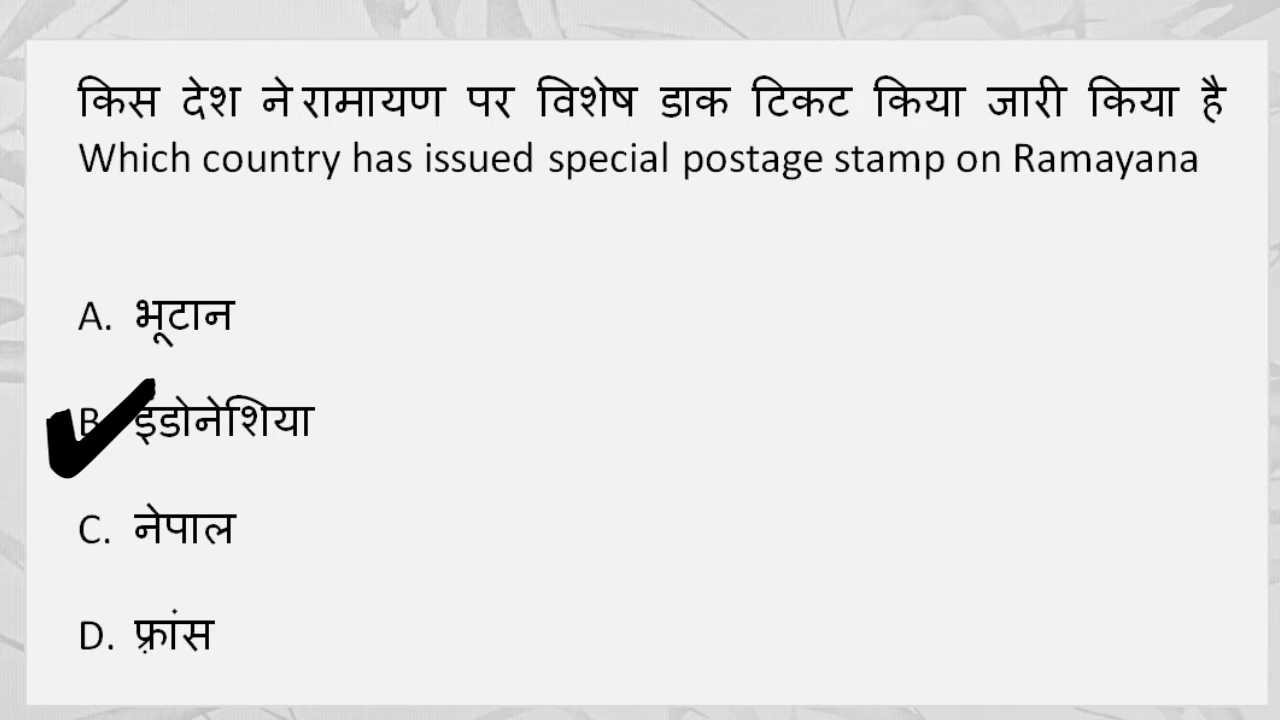 किस देश ने रामायण पर विशेष डाक टिकट किया जारी किया है
Which country has issued special postage stamp on Ramayana
A. भूटान
B. इंडोनेशिया
C. नेपाल
D. फ़्रांस